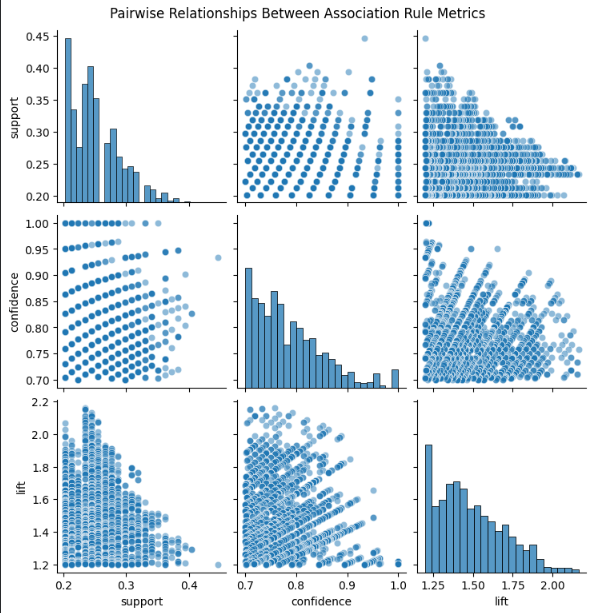 Pairwise Relationships Between Association Rule Metrics
0.45
0.40
0.35
0.30
0.25
0.20
support
1.00
0.95
0.90
0.85
0.80
0.75
0.70
confidence
2.2
2.0
1.8
1.6
1.4
1.2
lift
0.2 0.3 0.4
0.7 0.8 0.9 1.0
1.25 1.50 1.75 2.00
support confidence lift